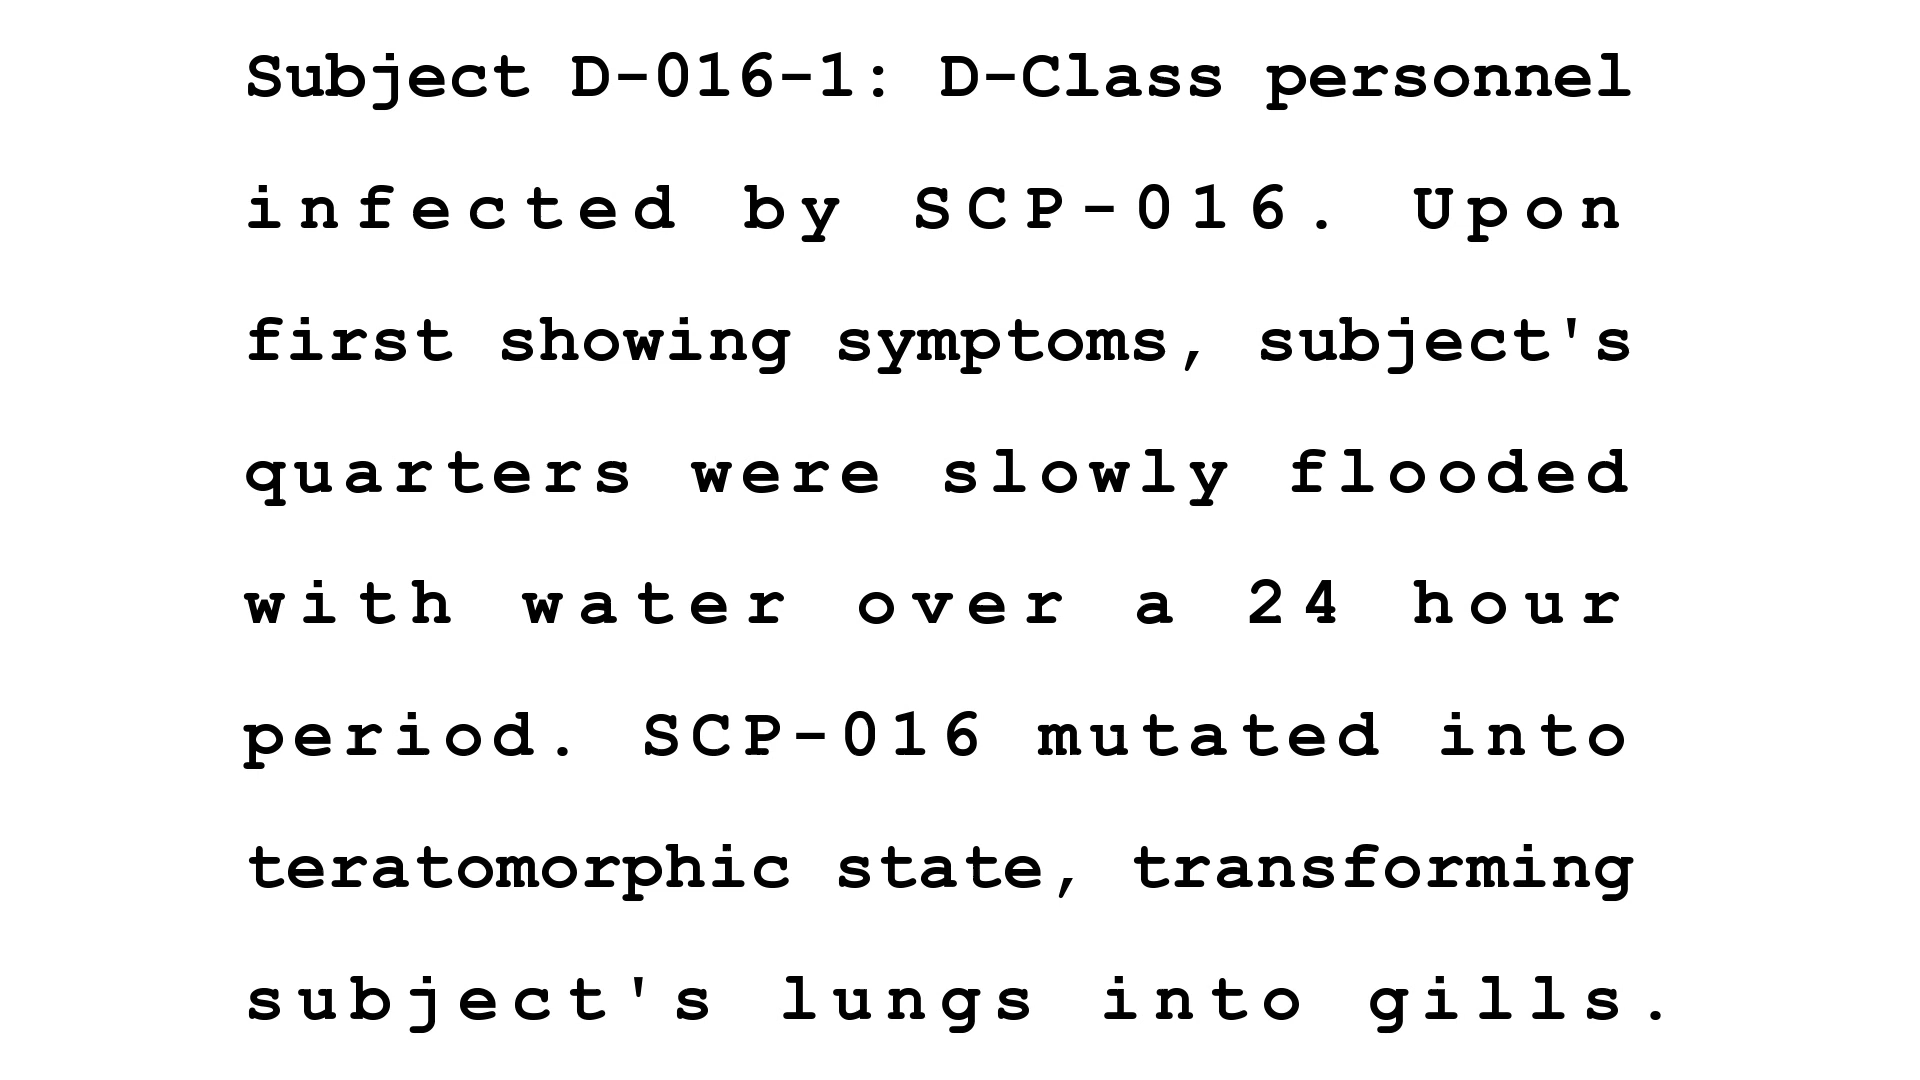 Subject D-016-1: D-Class personnel
infected by SCP-016. Upon
first showing symptoms, subject's
quarters were slowly flooded
with water over a 24 hour
period. SCP-016 mutated into
teratomorphic state, transforming
subject's lungs into gills.